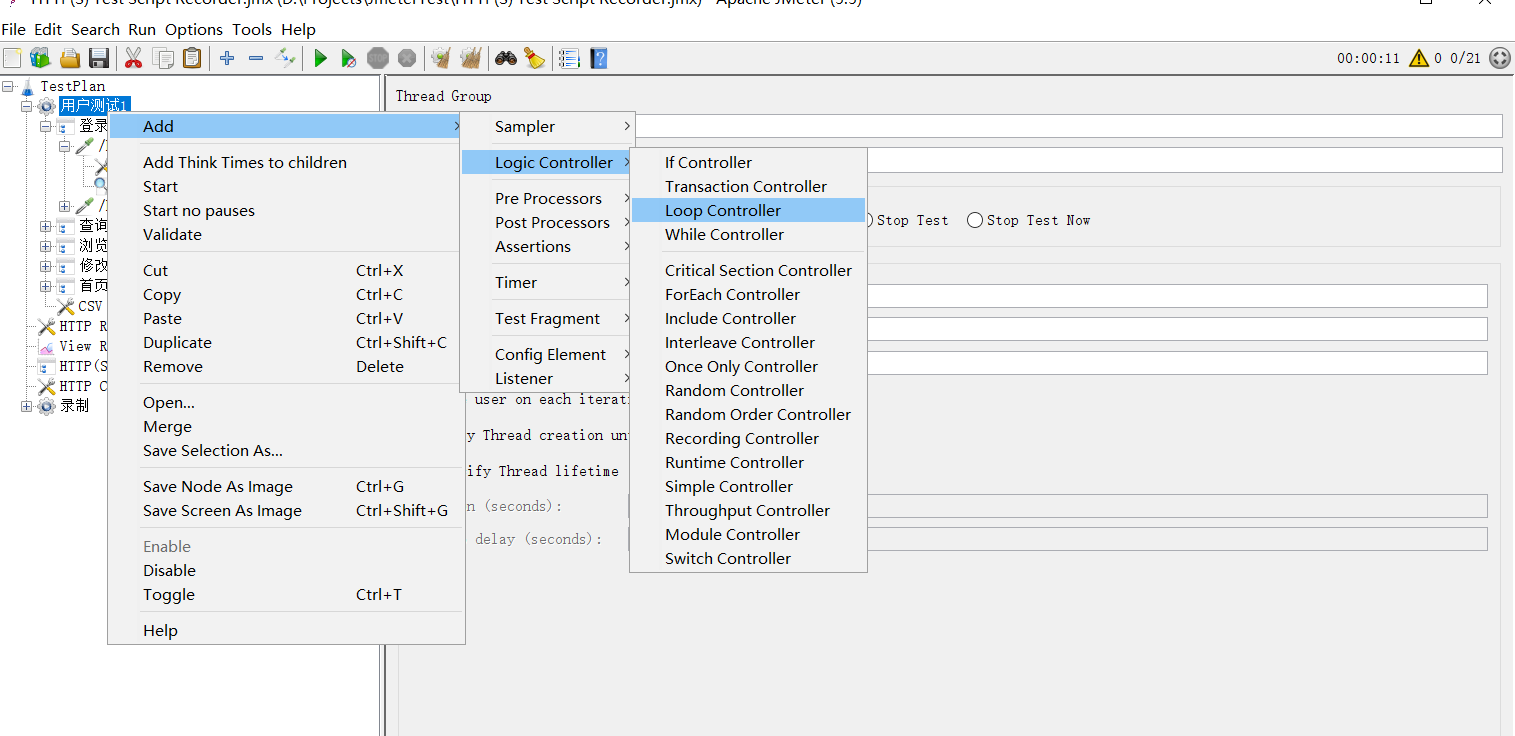 HTTP(S) Test Script Recorder.jmx (D:\Projects\JmeterTest\HTTP(S) Test Script Recorder.jmx) - Apache JMeter (5.5)
File Edit Search Run Options Tools Help
00:00:11 0 0/21
TestPlan
用户测试1
登录
查询
浏览
修改
首页
CSV
HTTP R
View R
HTTP(S
HTTP C
录制
Add
Add Think Times to children
Start
Start no pauses
Validate
Cut Ctrl+X
Copy Ctrl+C
Paste Ctrl+V
Duplicate Ctrl+Shift+C
Remove Delete
Open...
Merge
Save Selection As...
Save Node As Image Ctrl+G
Save Screen As Image Ctrl+Shift+G
Enable
Disable
Toggle Ctrl+T
Help
Sampler
Logic Controller
Pre Processors
Post Processors
Assertions
Timer
Test Fragment
Config Element
Listener
If Controller
Transaction Controller
Loop Controller
While Controller
Critical Section Controller
ForEach Controller
Include Controller
Interleave Controller
Once Only Controller
Random Controller
Random Order Controller
Recording Controller
Runtime Controller
Simple Controller
Throughput Controller
Module Controller
Switch Controller
Thread Group
Stop Test Stop Test Now
user on each iterati
y Thread creation un
ify Thread lifetime
n (seconds):
delay (seconds):